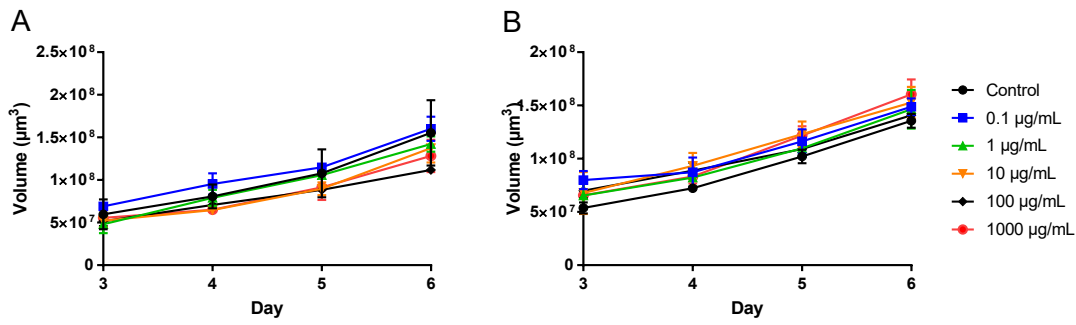 A
2.5×10⁸
2×10⁸
1.5×10⁸
1×10⁸
5×10⁷
0
Volume (µm³)
3 4 5 6
Day
B
2×10⁸
1.5×10⁸
1×10⁸
5×10⁷
0
Volume (µm³)
3 4 5 6
Day
Control
0.1 µg/mL
1 µg/mL
10 µg/mL
100 µg/mL
1000 µg/mL